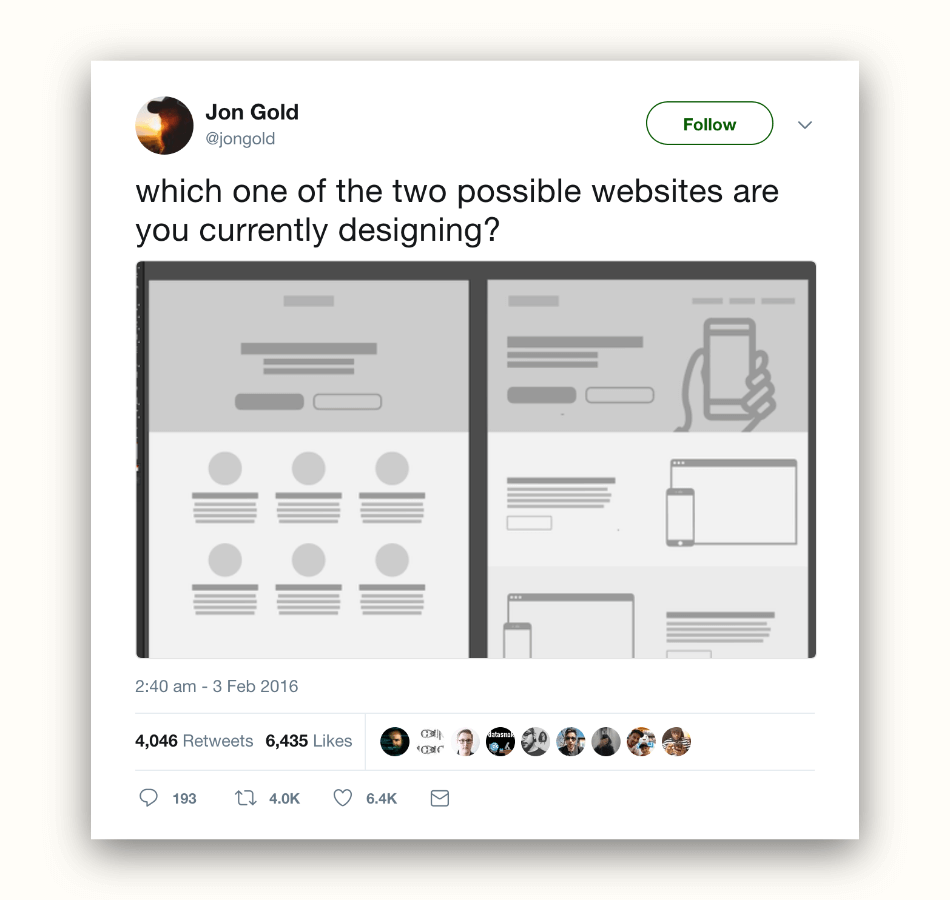 Jon Gold
@jongold
Follow
which one of the two possible websites are
you currently designing?
2:40 am - 3 Feb 2016
4,046 Retweets 6,435 Likes
datasnok
193 4.0K 6.4K